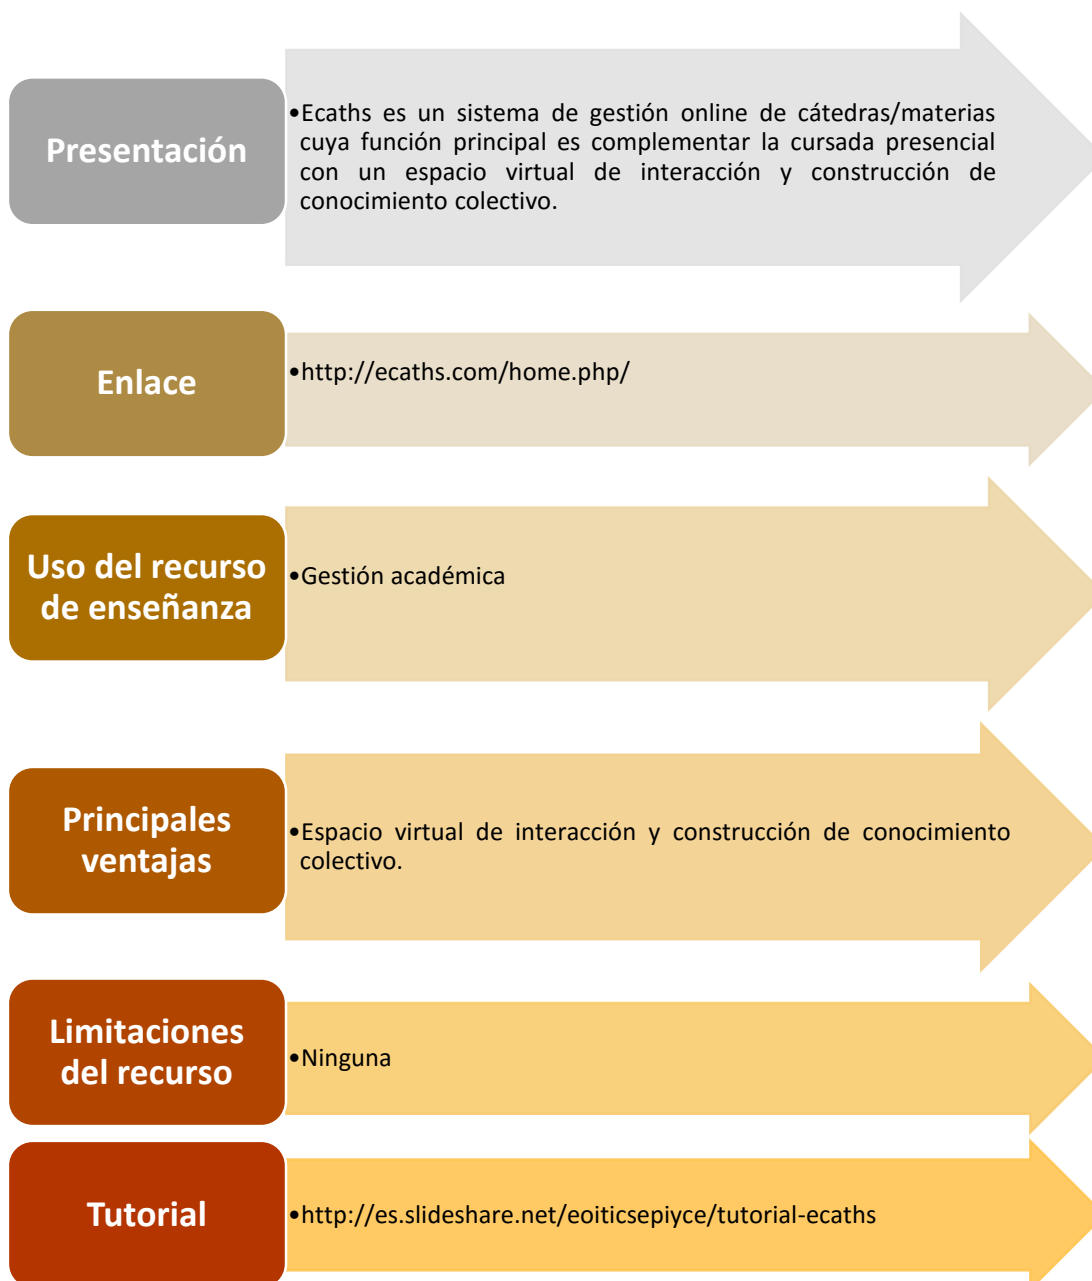 Presentación
•Ecaths es un sistema de gestión online de cátedras/materias
cuya función principal es complementar la cursada presencial
con un espacio virtual de interacción y construcción de
conocimiento colectivo.
Enlace
•http://ecaths.com/home.php/
Uso del recurso
de enseñanza
•Gestión académica
Principales
ventajas
•Espacio virtual de interacción y construcción de conocimiento
colectivo.
Limitaciones
del recurso
•Ninguna
Tutorial
•http://es.slideshare.net/eoiticsepiyce/tutorial-ecaths